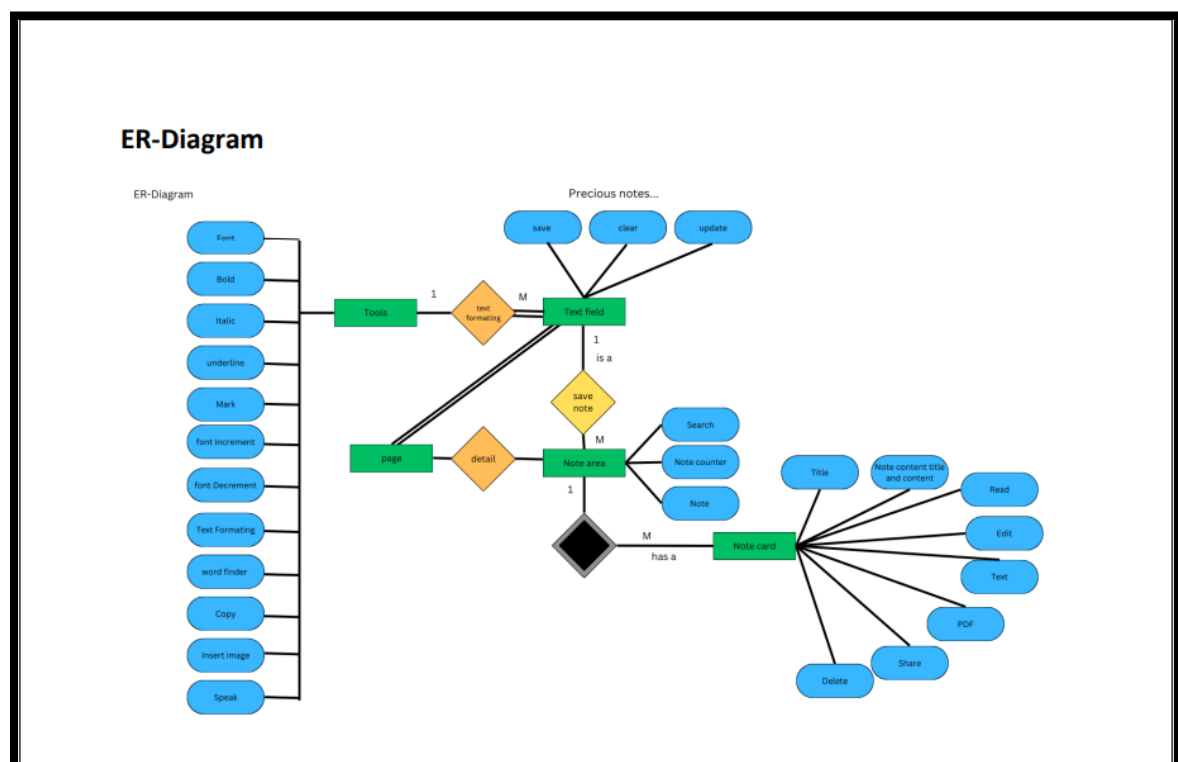 ER-Diagram
ER-Diagram
Precious notes...
save
clear
update
Font
Bold
Italic
underline
Mark
font Increment
font Decrement
Text Formating
word finder
Copy
Insert image
Speak
Tools
1
text
formating
M
Text field
1
is a
save
note
M
page
detail
Note area
Search
Note counter
Note
1
M
has a
Note card
Title
Note content title
and content
Read
Edit
Text
PDF
Share
Delete